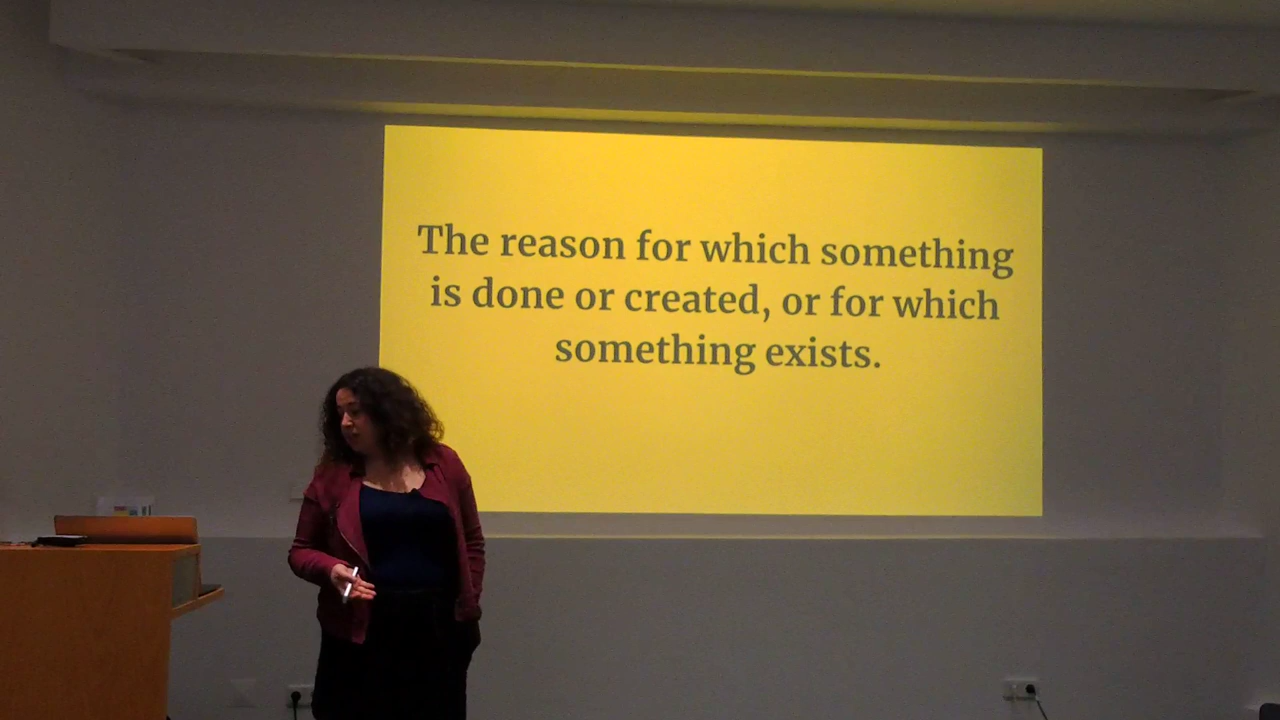 The reason for which something
is done or created, or for which
something exists.